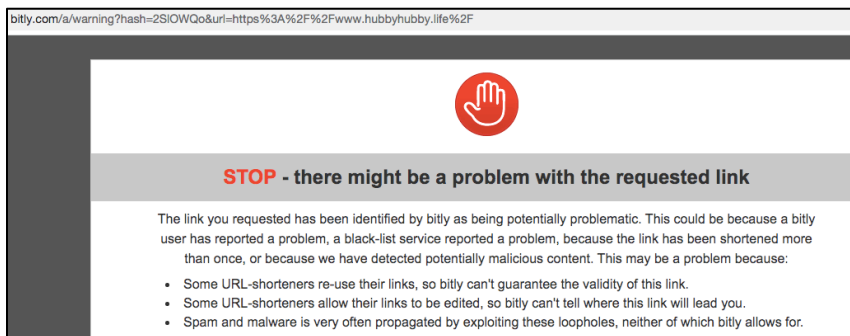 bitly.com/a/warning?hash=2SIOWQo&url=https%3A%2F%2Fwww.hubbyhubby.life%2F
STOP - there might be a problem with the requested link
The link you requested has been identified by bitly as being potentially problematic. This could be because a bitly
user has reported a problem, a black-list service reported a problem, because the link has been shortened more
than once, or because we have detected potentially malicious content. This may be a problem because:
• Some URL-shorteners re-use their links, so bitly can't guarantee the validity of this link.
• Some URL-shorteners allow their links to be edited, so bitly can't tell where this link will lead you.
• Spam and malware is very often propagated by exploiting these loopholes, neither of which bitly allows for.